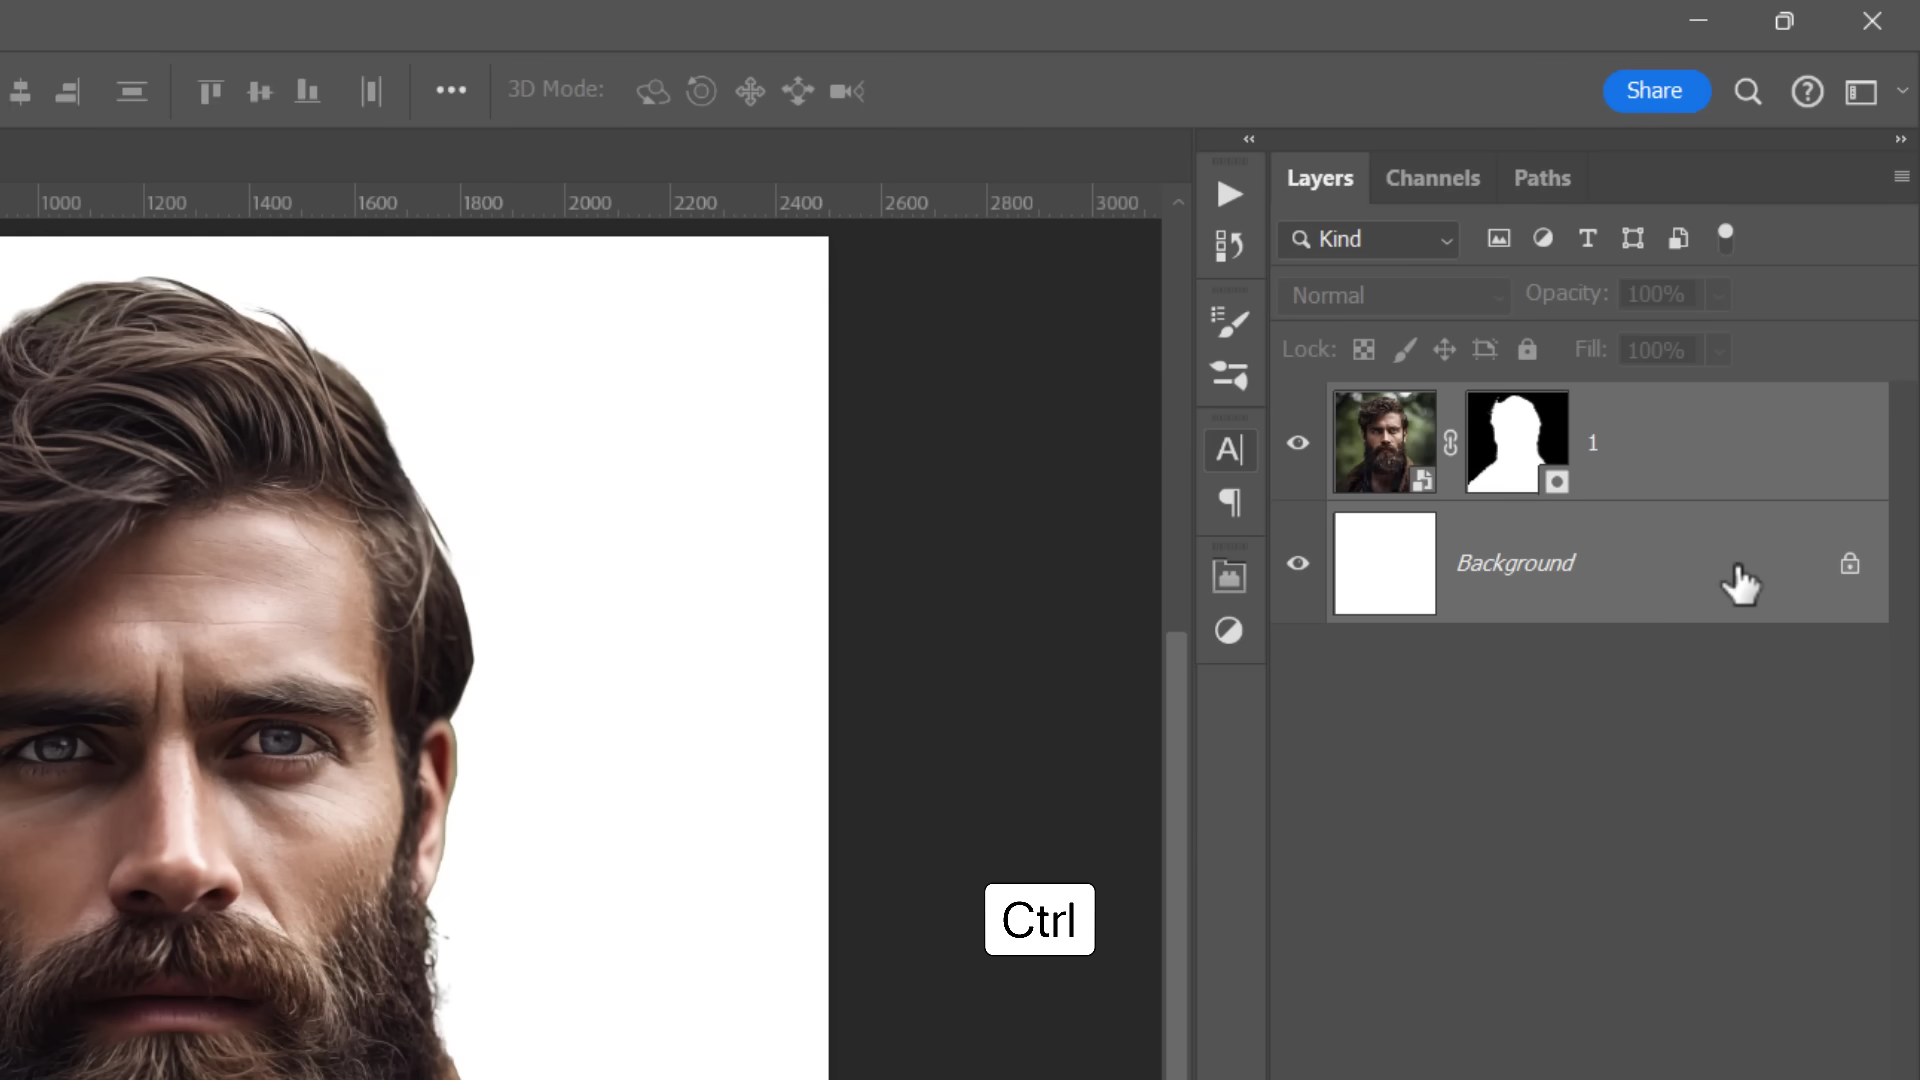 3D Mode:
Share
1000 1200 1400 1600 1800 2000 2200 2400 2600 2800 3000
Layers Channels Paths
Kind
Normal Opacity: 100%
Lock: Fill: 100%
1
Background
Ctrl